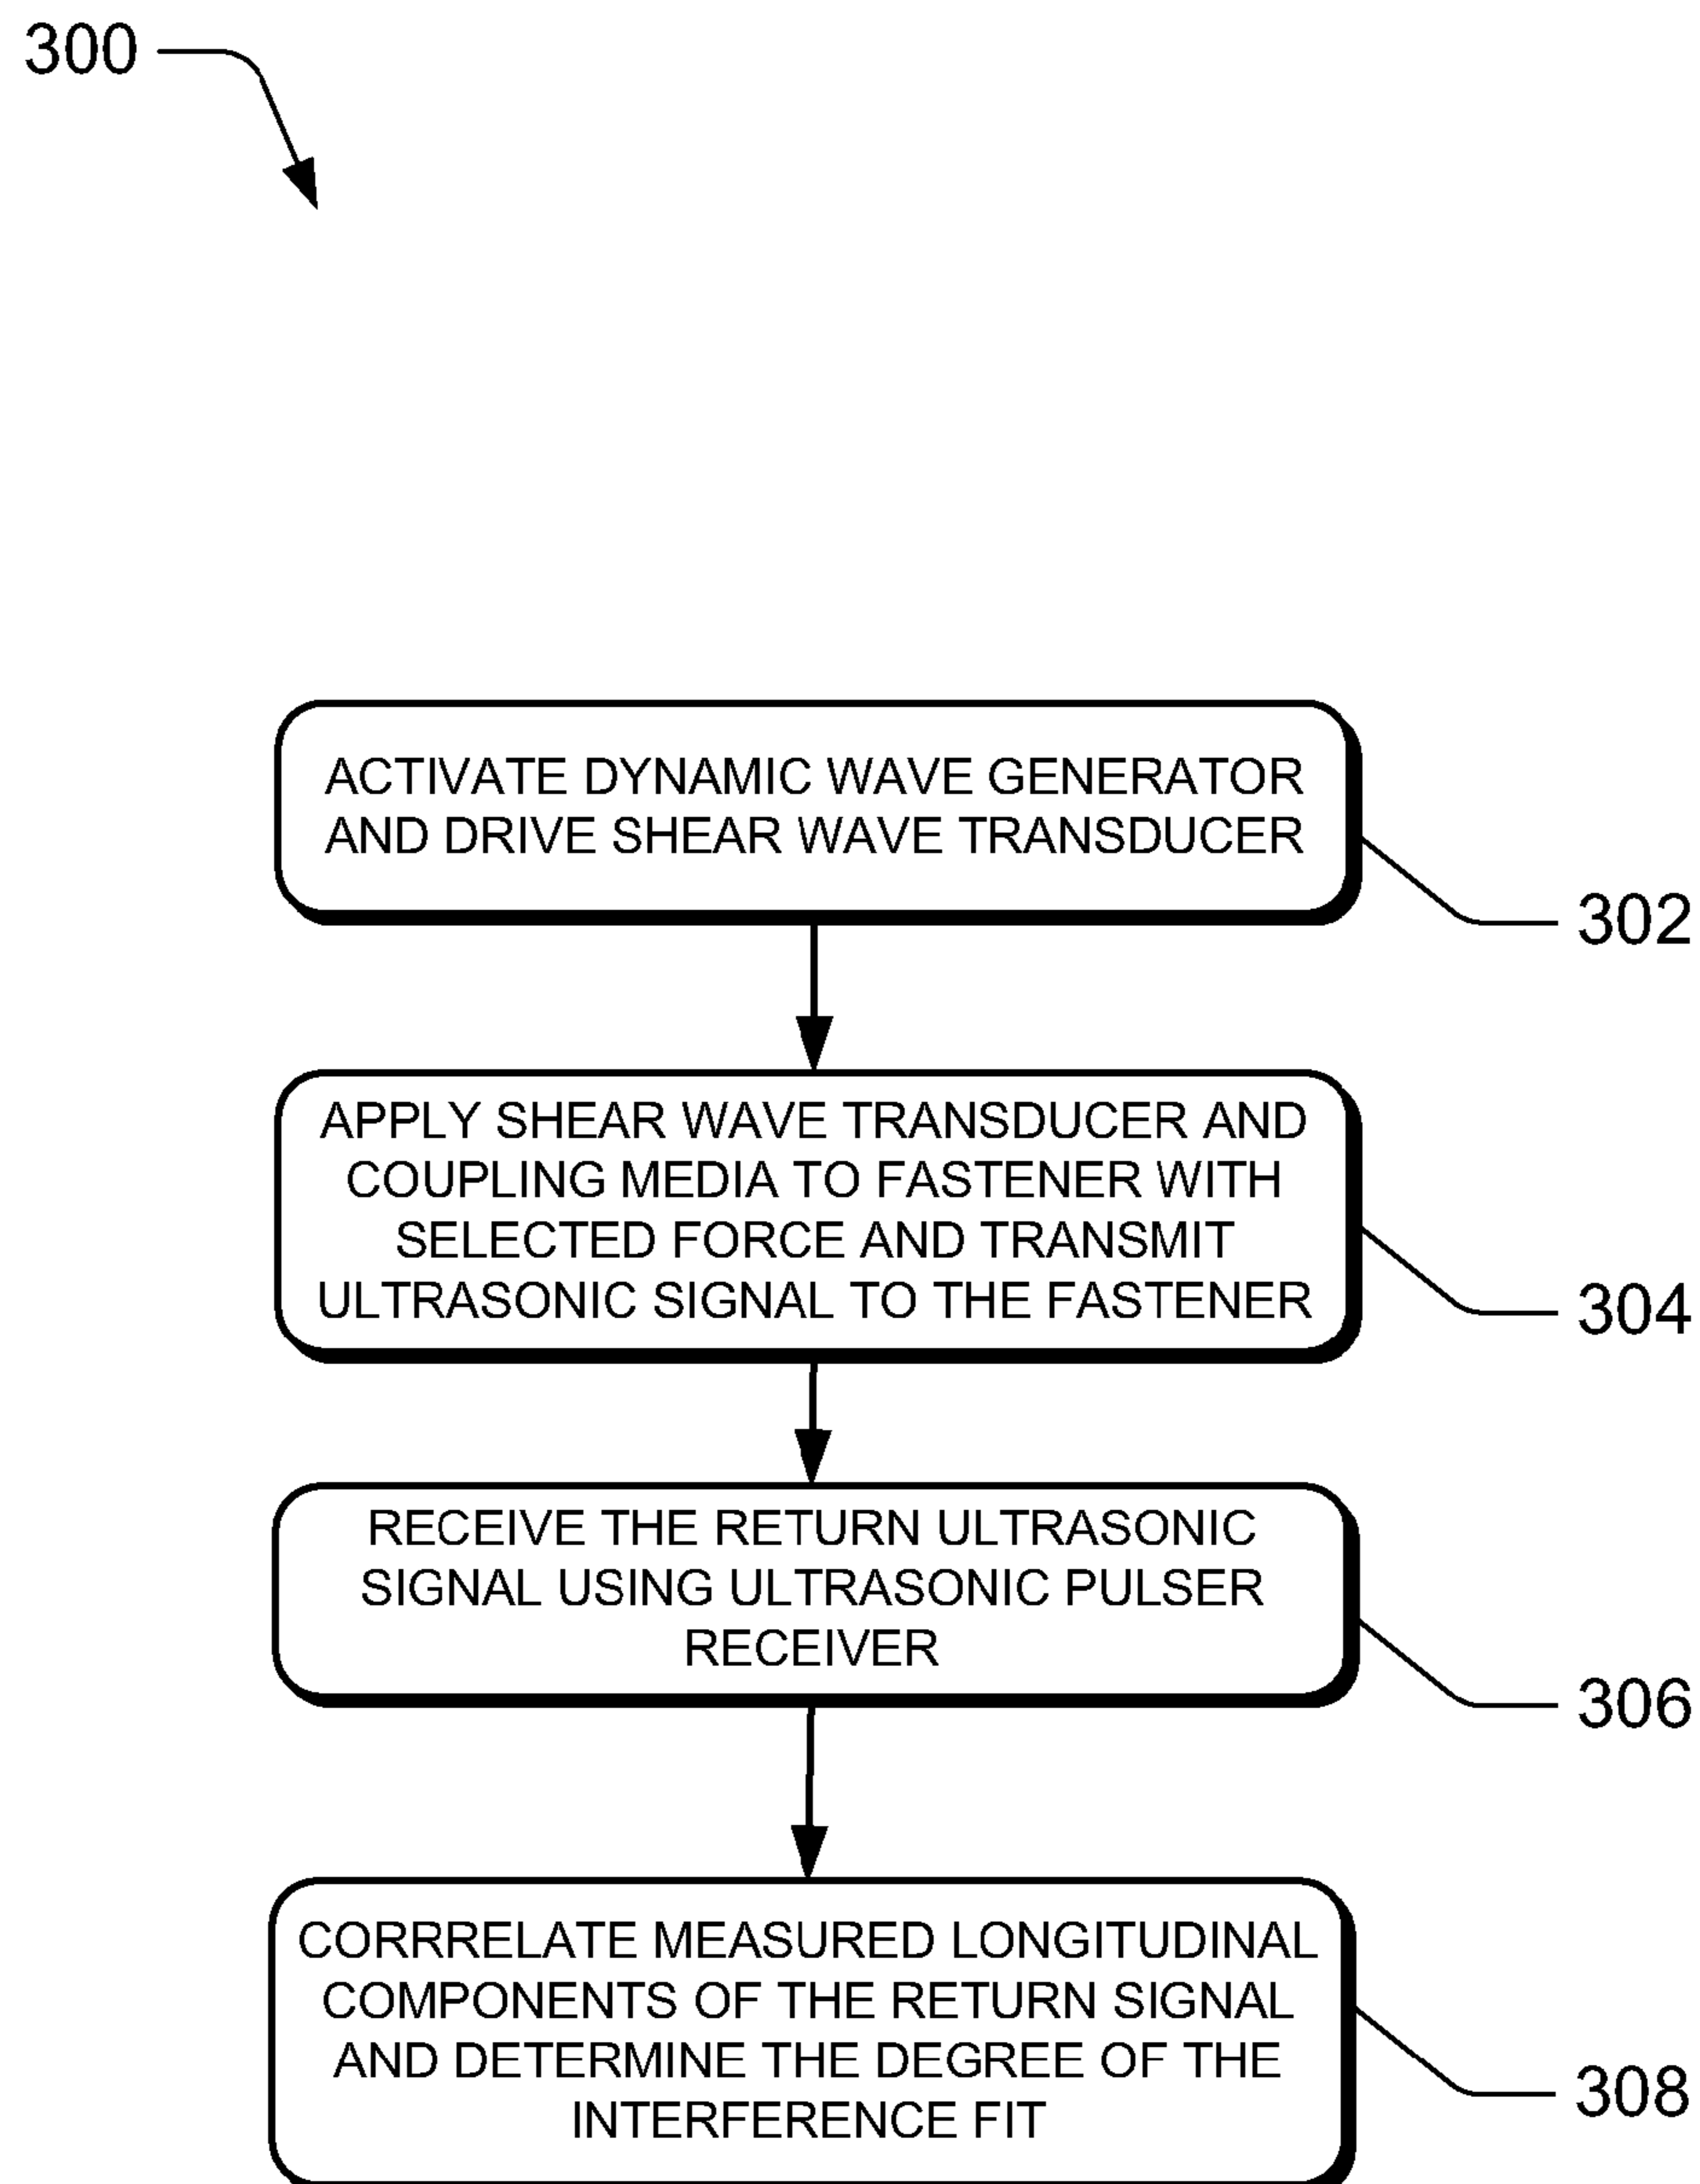 300
ACTIVATE DYNAMIC WAVE GENERATOR
AND DRIVE SHEAR WAVE TRANSDUCER
302
APPLY SHEAR WAVE TRANSDUCER AND
COUPLING MEDIA TO FASTENER WITH
SELECTED FORCE AND TRANSMIT
ULTRASONIC SIGNAL TO THE FASTENER
304
RECEIVE THE RETURN ULTRASONIC
SIGNAL USING ULTRASONIC PULSER
RECEIVER
306
CORRRELATE MEASURED LONGITUDINAL
COMPONENTS OF THE RETURN SIGNAL
AND DETERMINE THE DEGREE OF THE
INTERFERENCE FIT
308